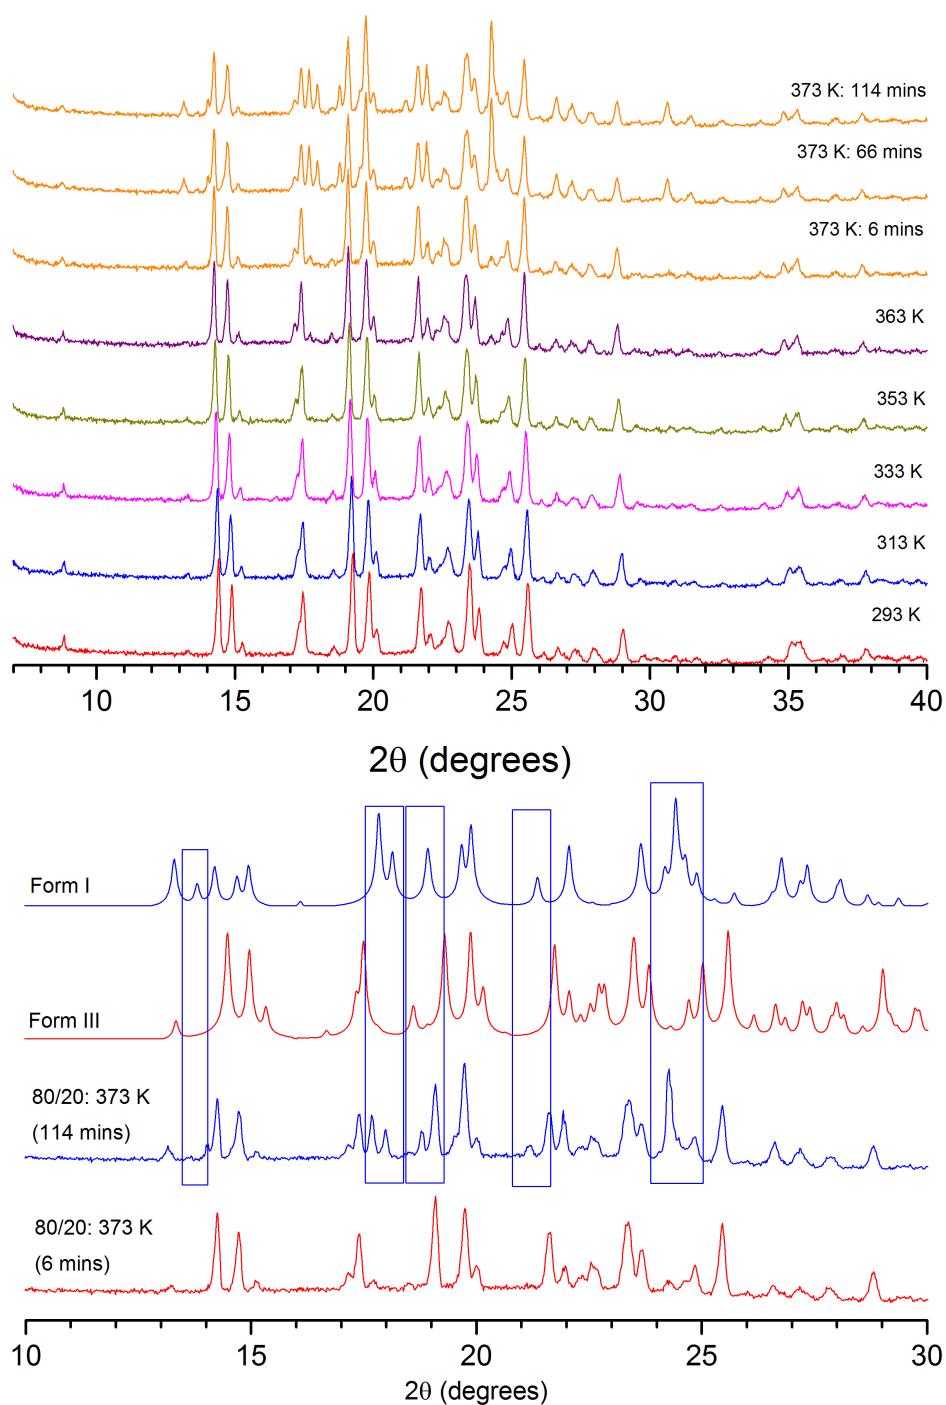 373 K: 114 mins
373 K: 66 mins
373 K: 6 mins
363 K
353 K
333 K
313 K
293 K
10 15 20 25 30 35 40
2θ (degrees)
Form I
Form III
80/20: 373 K
(114 mins)
80/20: 373 K
(6 mins)
10 15 20 25 30
2θ (degrees)